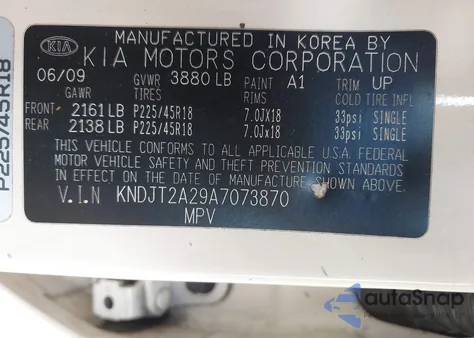 MANUFACTURED IN KOREA BY
KIA KIA MOTORS CORPORATION
06/09 GVWR 3880 LB PAINT A1 TRIM UP
GAWR TIRES RIMS COLD TIRE INFL
FRONT 2161 LB P225/45R18 7.0JX18 33psi SINGLE
REAR 2138 LB P225/45R18 7.0JX18 33psi SINGLE
THIS VEHICLE CONFORMS TO ALL APPLICABLE U.S.A. FEDERAL
MOTOR VEHICLE SAFETY AND THEFT PREVENTION STANDARDS
IN EFFECT ON THE DATE OF MANUFACTURE SHOWN ABOVE.
V.I.N KNDJT2A29A7073870
MPV
P225/45R18
autaSnap